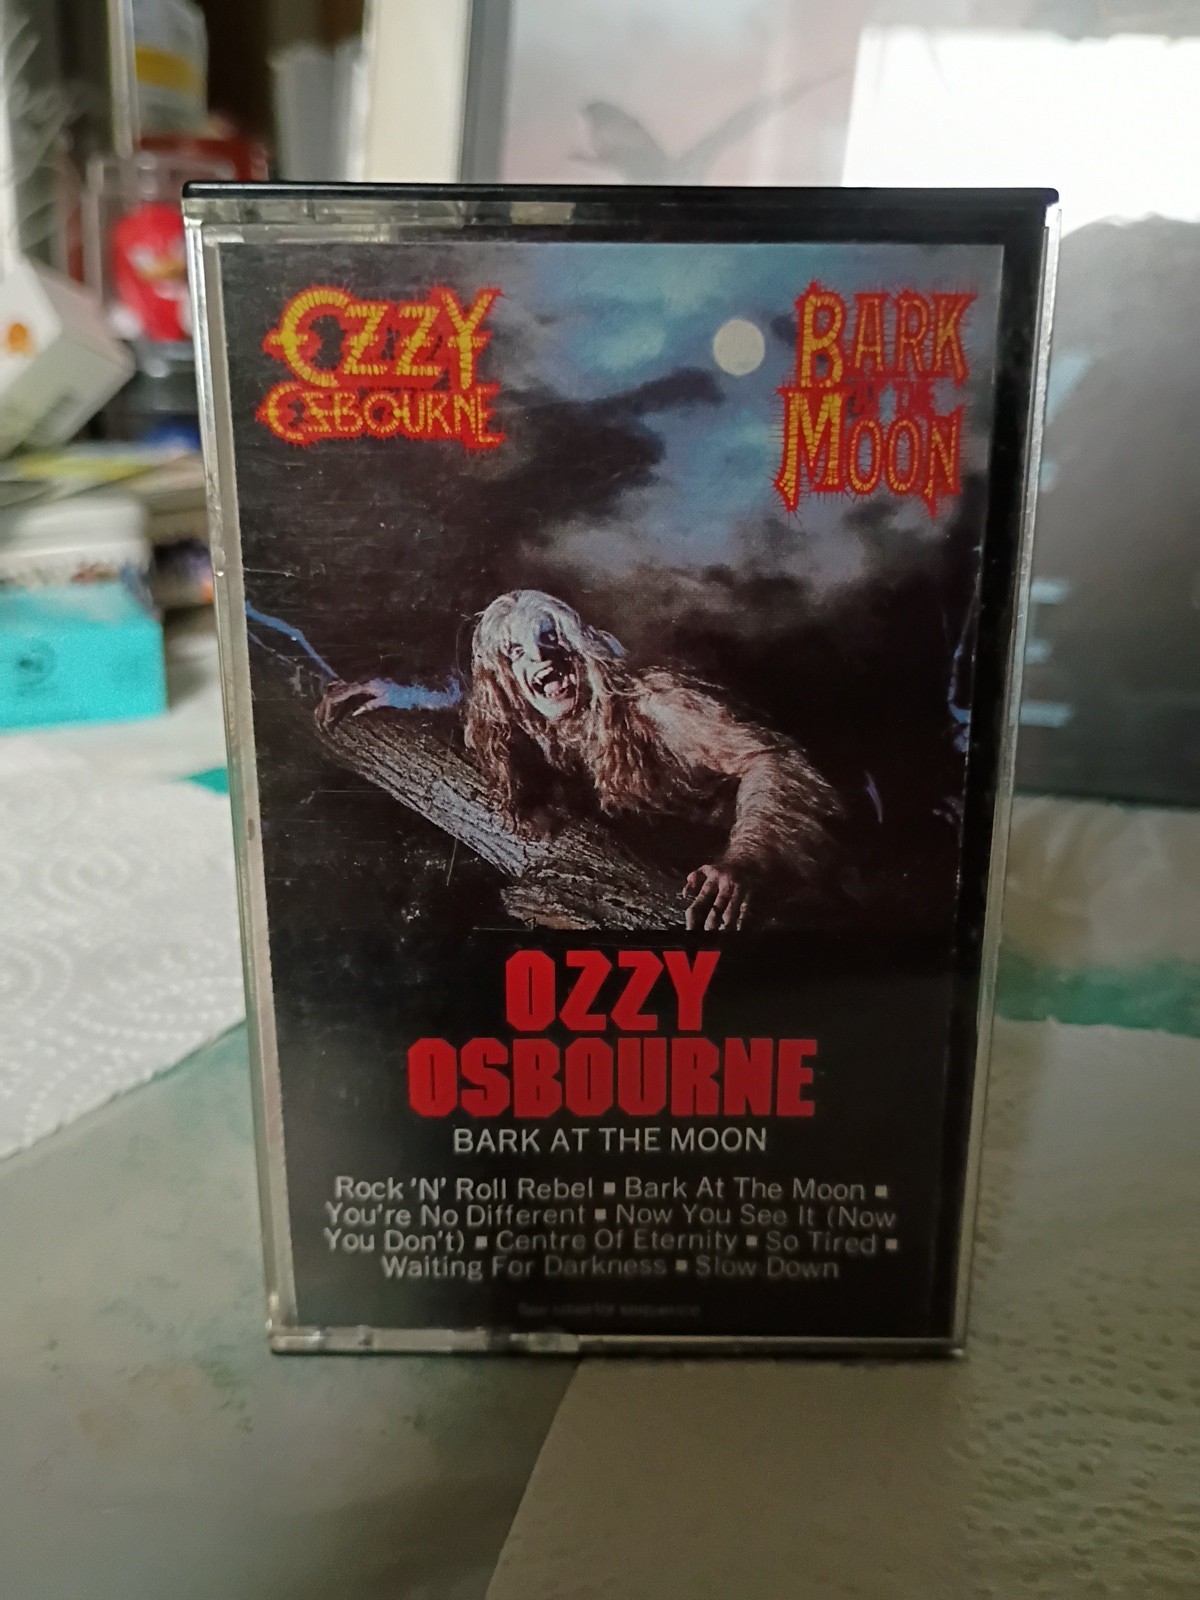 OZZY
OSBOURNE
BARK
AT THE
MOON
OZZY
OSBOURNE
BARK AT THE MOON
Rock 'N' Roll Rebel ▪ Bark At The Moon ▪
You're No Different ▪ Now You See It (Now
You Don't) ▪ Centre Of Eternity ▪ So Tired ▪
Waiting For Darkness ▪ Slow Down